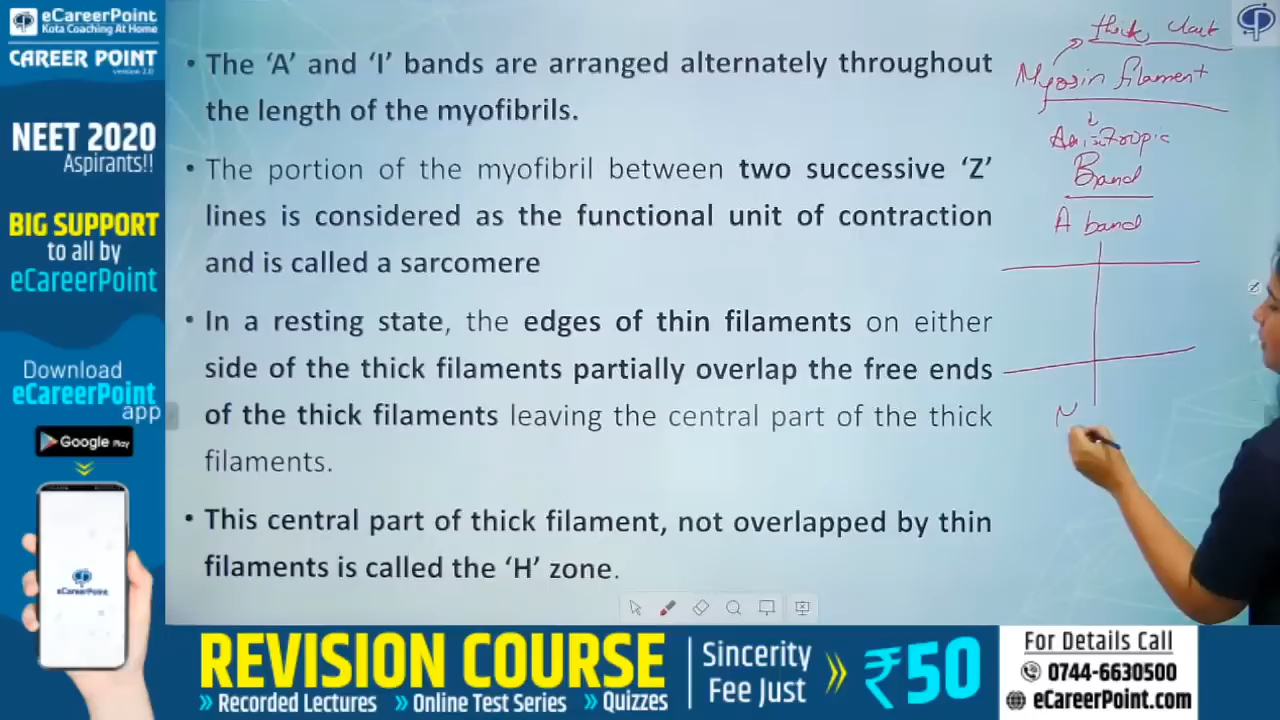 eCareerPoint
Kota Coaching At Home
CAREER POINT
version 2.0
NEET 2020
Aspirants!!
BIG SUPPORT
to all by
eCareerPoint
Download
eCareerPoint
app
Google Play
eCareerPoint
• The ‘A’ and ‘I’ bands are arranged alternately throughout
the length of the myofibrils.
• The portion of the myofibril between two successive ‘Z’
lines is considered as the functional unit of contraction
and is called a sarcomere
• In a resting state, the edges of thin filaments on either
side of the thick filaments partially overlap the free ends
of the thick filaments leaving the central part of the thick
filaments.
• This central part of thick filament, not overlapped by thin
filaments is called the ‘H’ zone.
thick
Myosin filament
Anisotropic
Band
A band
REVISION COURSE
» Recorded Lectures » Online Test Series » Quizzes
Sincerity
Fee Just
» ₹50
For Details Call
0744-6630500
eCareerPoint.com